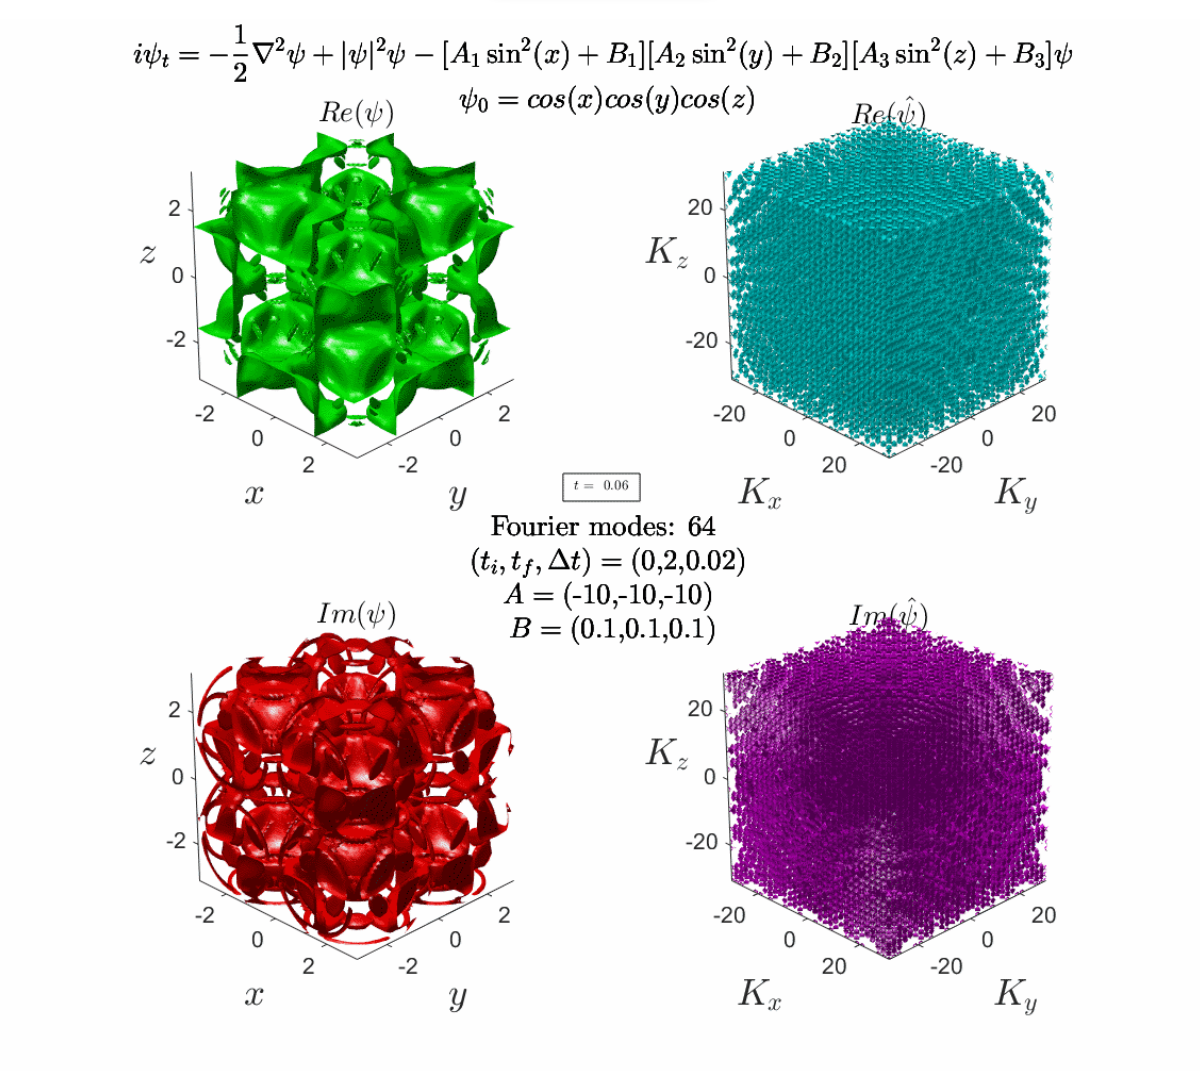 iψ_t = -1/2 ∇²ψ + |ψ|²ψ - [A₁ sin²(x) + B₁][A₂ sin²(y) + B₂][A₃ sin²(z) + B₃]ψ
ψ₀ = cos(x)cos(y)cos(z)
Re(ψ)
2
0
-2
z
-2
0
2
x
-2
0
2
y
Re(ψ̂)
20
0
-20
K_z
-20
0
20
K_x
-20
0
20
K_y
t = 0.06
Fourier modes: 64
(t_i, t_f, Δt) = (0,2,0.02)
A = (-10,-10,-10)
B = (0.1,0.1,0.1)
Im(ψ)
2
0
-2
z
-2
0
2
x
-2
0
2
y
Im(ψ̂)
20
0
-20
K_z
-20
0
20
K_x
-20
0
20
K_y